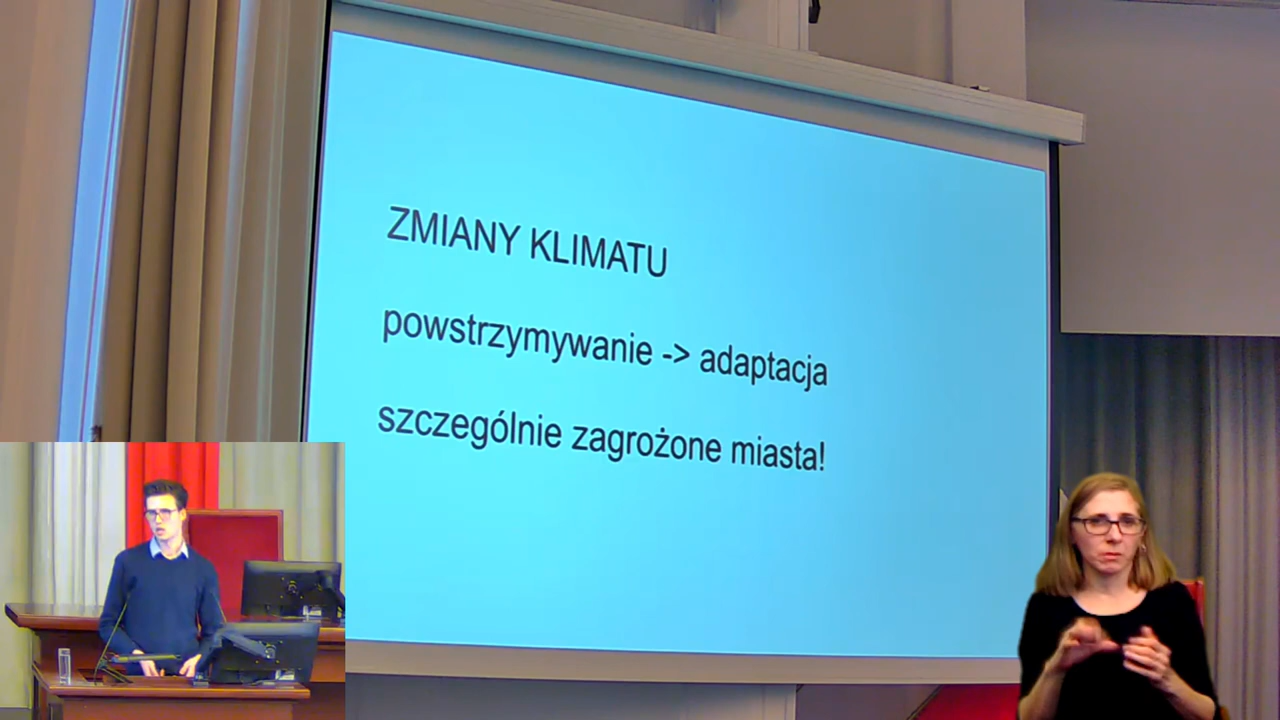 ZMIANY KLIMATU
powstrzymywanie -> adaptacja
szczególnie zagrożone miasta!